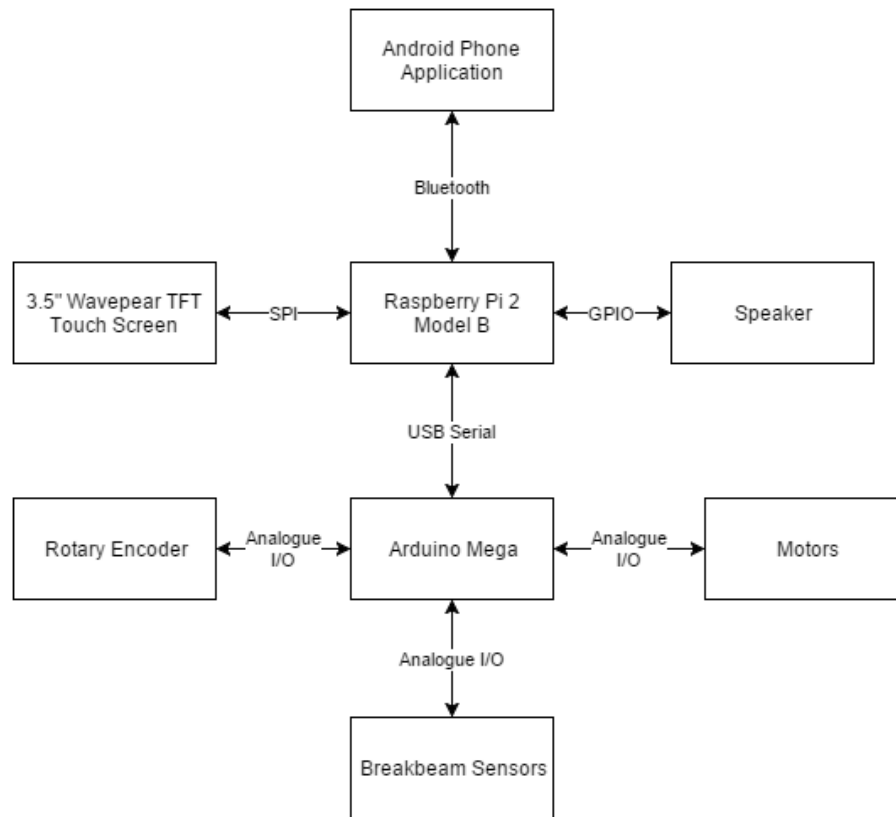 Android Phone
Application
Bluetooth
3.5" Wavepear TFT
Touch Screen
SPI
Raspberry Pi 2
Model B
GPIO
Speaker
USB Serial
Rotary Encoder
Analogue
I/O
Arduino Mega
Analogue
I/O
Motors
Analogue I/O
Breakbeam Sensors